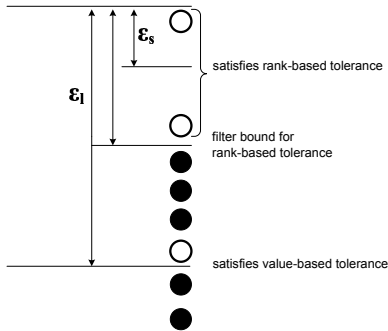 εs
satisfies rank-based tolerance
εl
filter bound for
rank-based tolerance
satisfies value-based tolerance